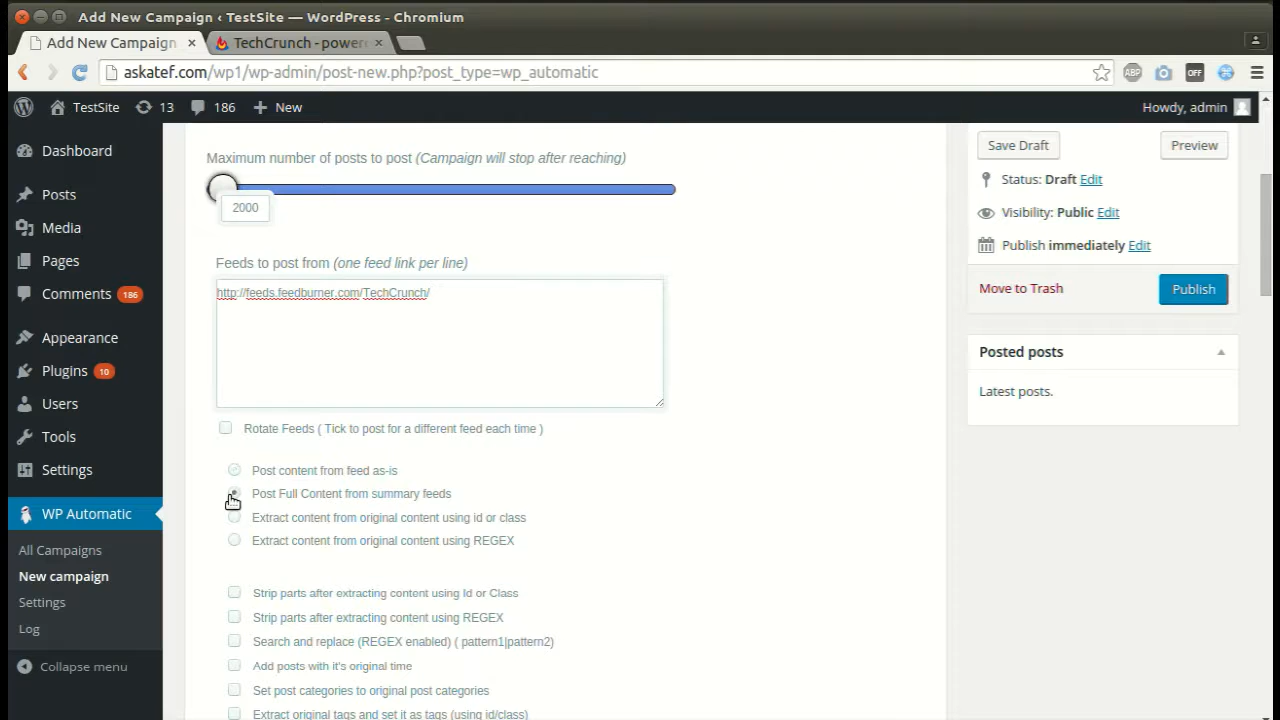 Add New Campaign ‹ TestSite — WordPress - Chromium
Add New Campaign × TechCrunch - power ×
askatef.com/wp1/wp-admin/post-new.php?post_type=wp_automatic
ABP OFF
TestSite 13 186 + New Howdy, admin
Dashboard
Posts
Media
Pages
Comments 186
Appearance
Plugins 10
Users
Tools
Settings
WP Automatic
All Campaigns
New campaign
Settings
Log
Collapse menu
Maximum number of posts to post (Campaign will stop after reaching)
2000
Feeds to post from (one feed link per line)
http://feeds.feedburner.com/TechCrunch/
Rotate Feeds ( Tick to post for a different feed each time )
Post content from feed as-is
Post Full Content from summary feeds
Extract content from original content using id or class
Extract content from original content using REGEX
Strip parts after extracting content using Id or Class
Strip parts after extracting content using REGEX
Search and replace (REGEX enabled) ( pattern1|pattern2)
Add posts with it's original time
Set post categories to original post categories
Extract original tags and set it as tags (using id/class)
Save Draft Preview
Status: Draft Edit
Visibility: Public Edit
Publish immediately Edit
Move to Trash Publish
Posted posts
Latest posts.